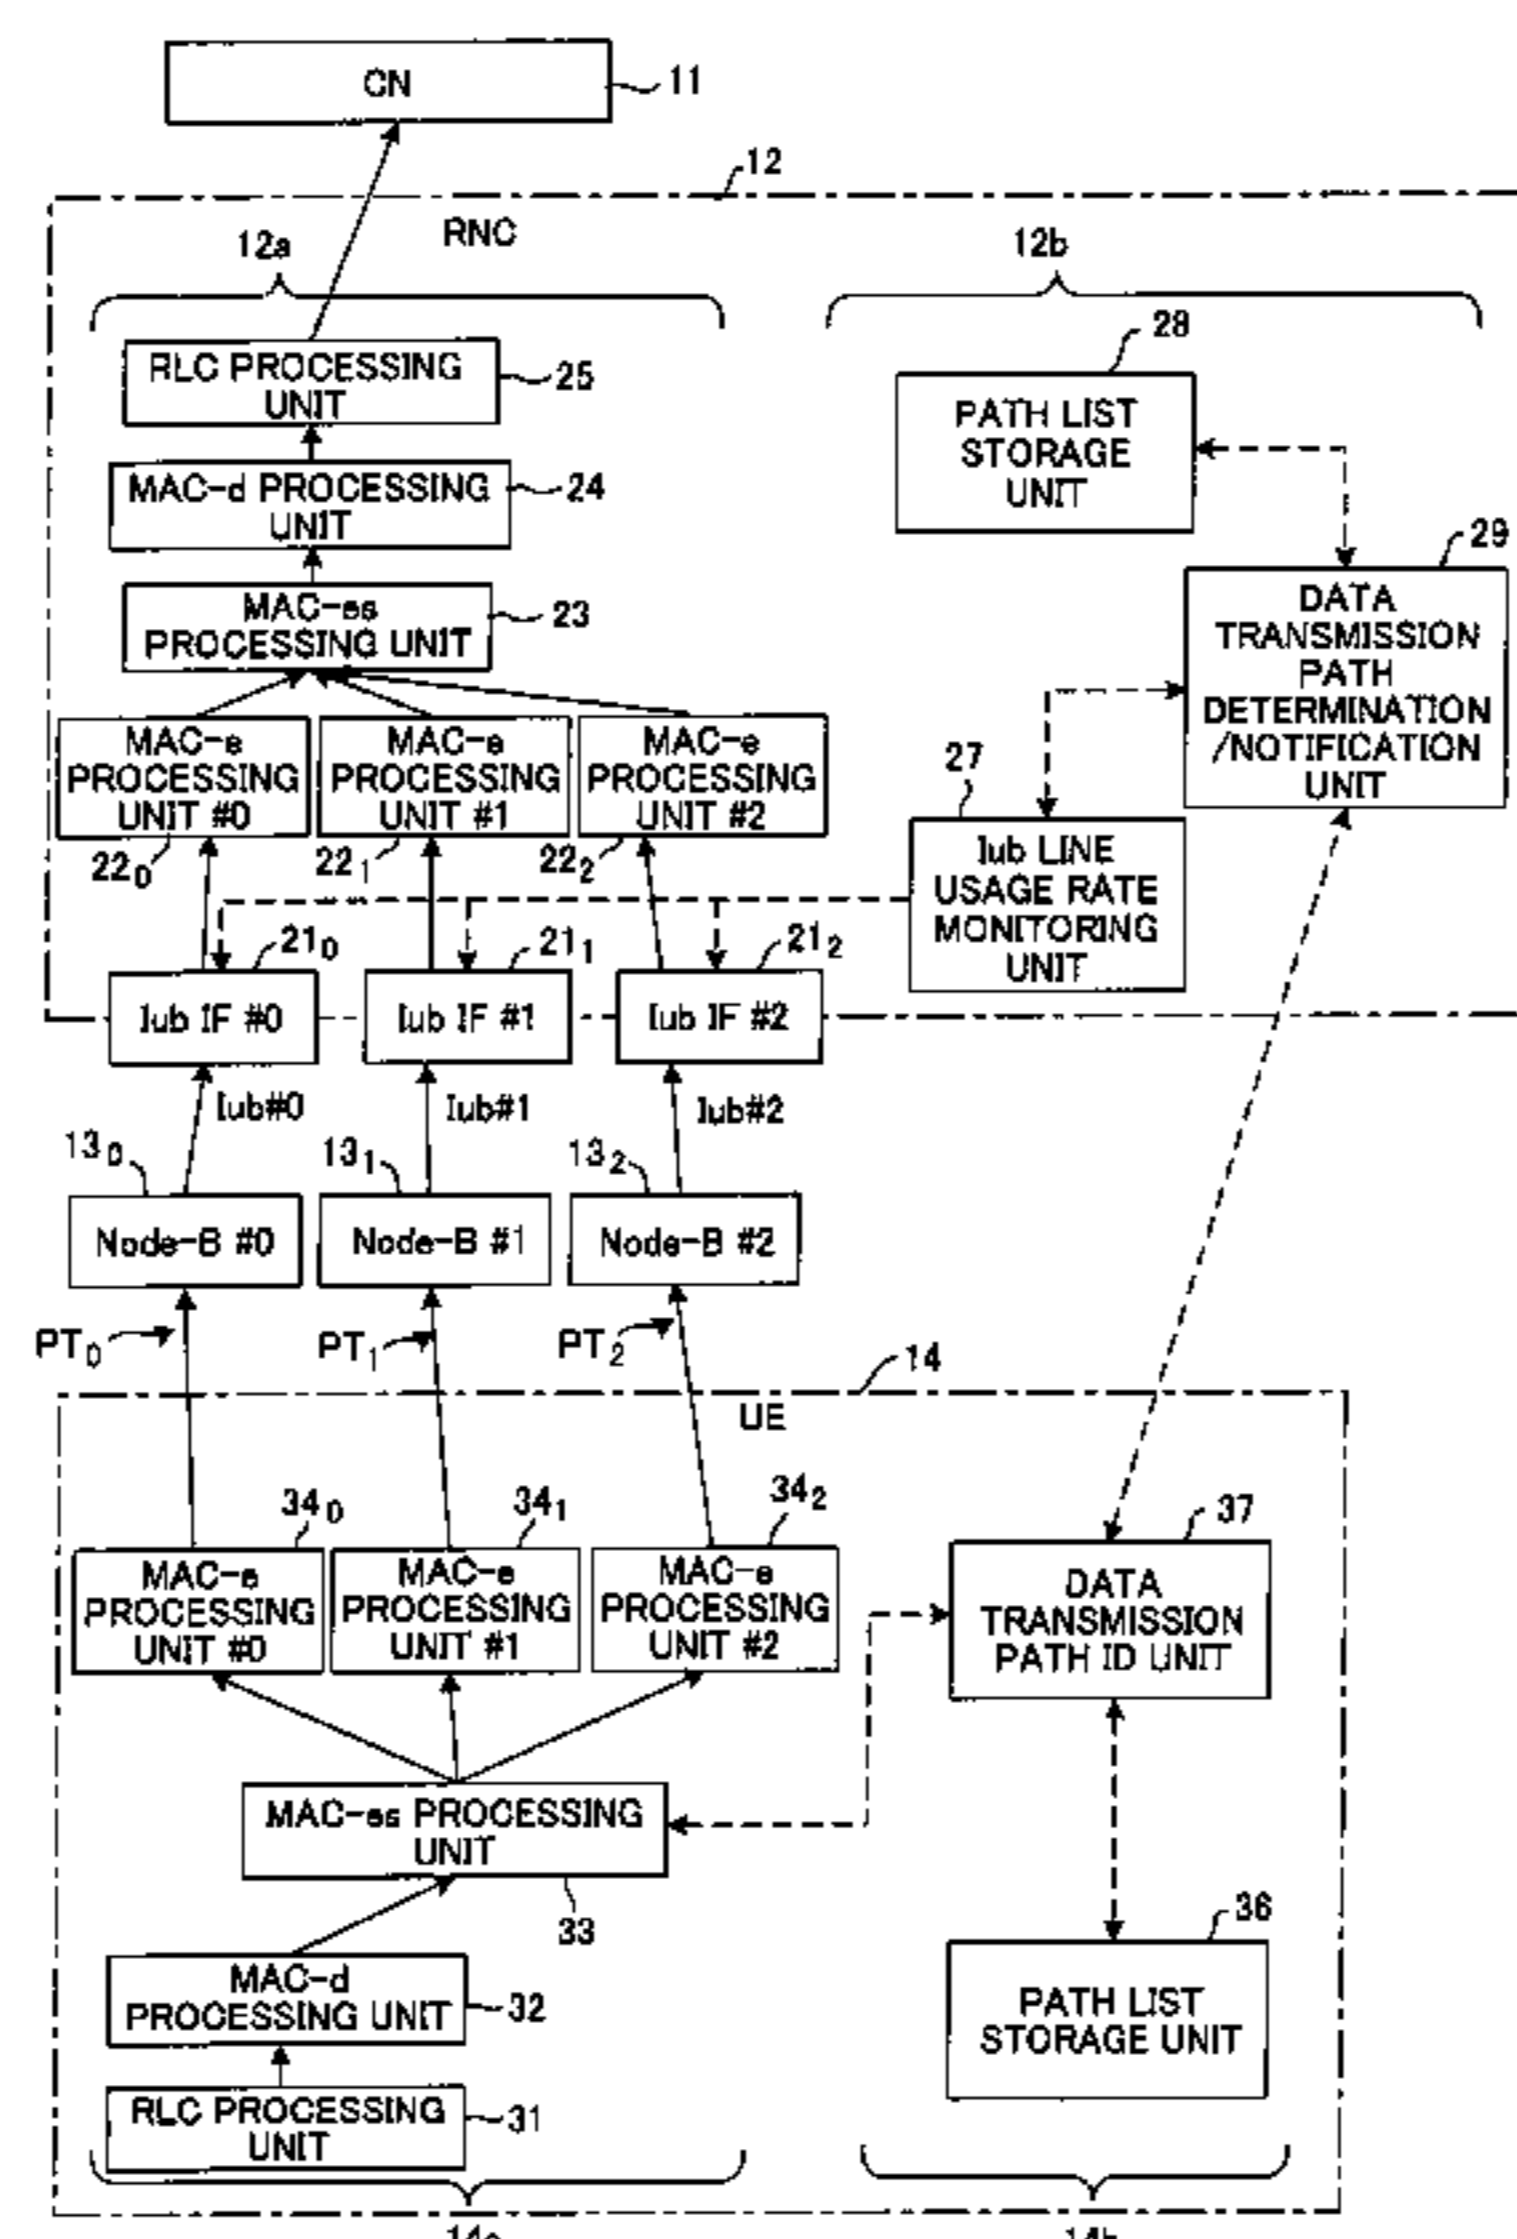 CN
11
12
RNC
12a
12b
28
RLC PROCESSING
UNIT
25
PATH LIST
STORAGE
UNIT
MAC-d PROCESSING
UNIT
24
29
MAC-es
PROCESSING UNIT
23
DATA
TRANSMISSION
PATH
DETERMINATION
/NOTIFICATION
UNIT
MAC-e
PROCESSING
UNIT #0
MAC-e
PROCESSING
UNIT #1
MAC-e
PROCESSING
UNIT #2
27
22₀
22₁
22₂
Iub LINE
USAGE RATE
MONITORING
UNIT
21₀
21₁
21₂
Iub IF #0
Iub IF #1
Iub IF #2
Iub#0
Iub#1
Iub#2
13₀
13₁
13₂
Node-B #0
Node-B #1
Node-B #2
PT₀
PT₁
PT₂
14
UE
34₀
34₁
34₂
37
MAC-e
PROCESSING
UNIT #0
MAC-e
PROCESSING
UNIT #1
MAC-e
PROCESSING
UNIT #2
DATA
TRANSMISSION
PATH ID UNIT
MAC-es PROCESSING
UNIT
33
36
MAC-d
PROCESSING UNIT
32
PATH LIST
STORAGE UNIT
RLC PROCESSING
UNIT
31